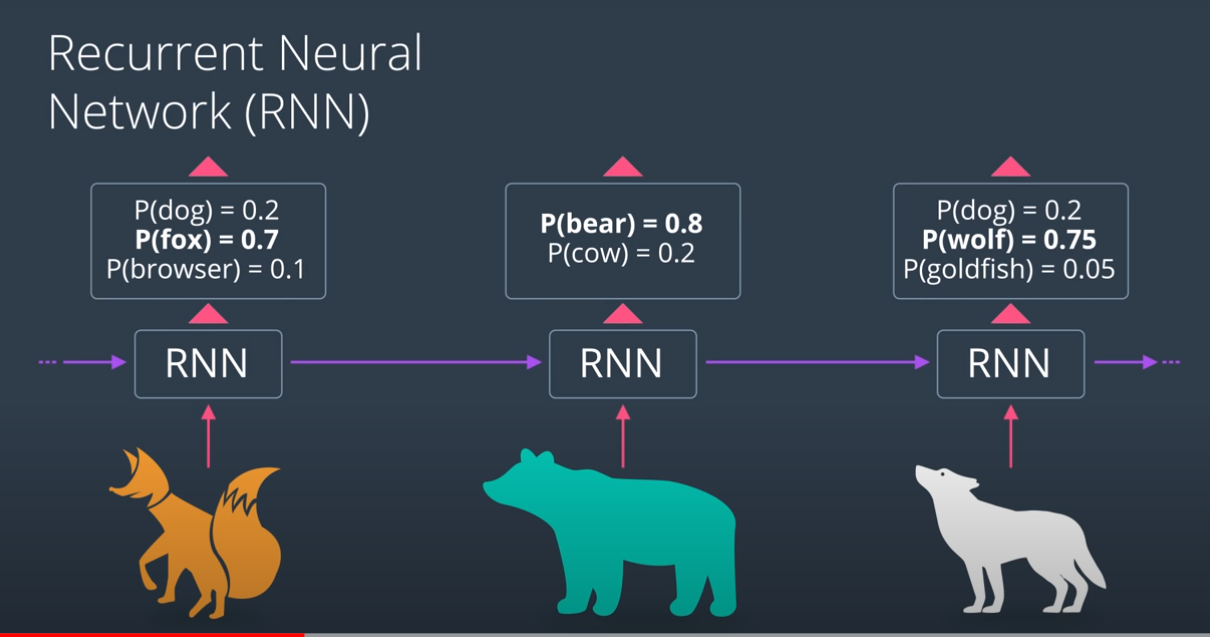 Recurrent Neural
Network (RNN)
P(dog) = 0.2
P(fox) = 0.7
P(browser) = 0.1
P(bear) = 0.8
P(cow) = 0.2
P(dog) = 0.2
P(wolf) = 0.75
P(goldfish) = 0.05
RNN
RNN
RNN